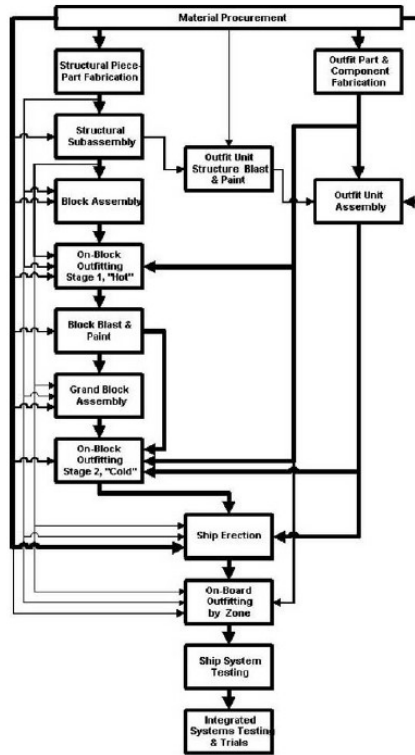 Material Procurement
Structural Piece-
Part Fabrication
Outfit Part &
Component
Fabrication
Structural
Subassembly
Outfit Unit
Structure Blast
& Paint
Block Assembly
Outfit Unit
Assembly
On-Block
Outfitting
Stage 1, "Hot"
Block Blast &
Paint
Grand Block
Assembly
On-Block
Outfitting
Stage 2, "Cold"
Ship Erection
On-Board
Outfitting
by Zone
Ship System
Testing
Integrated
Systems Testing
& Trials